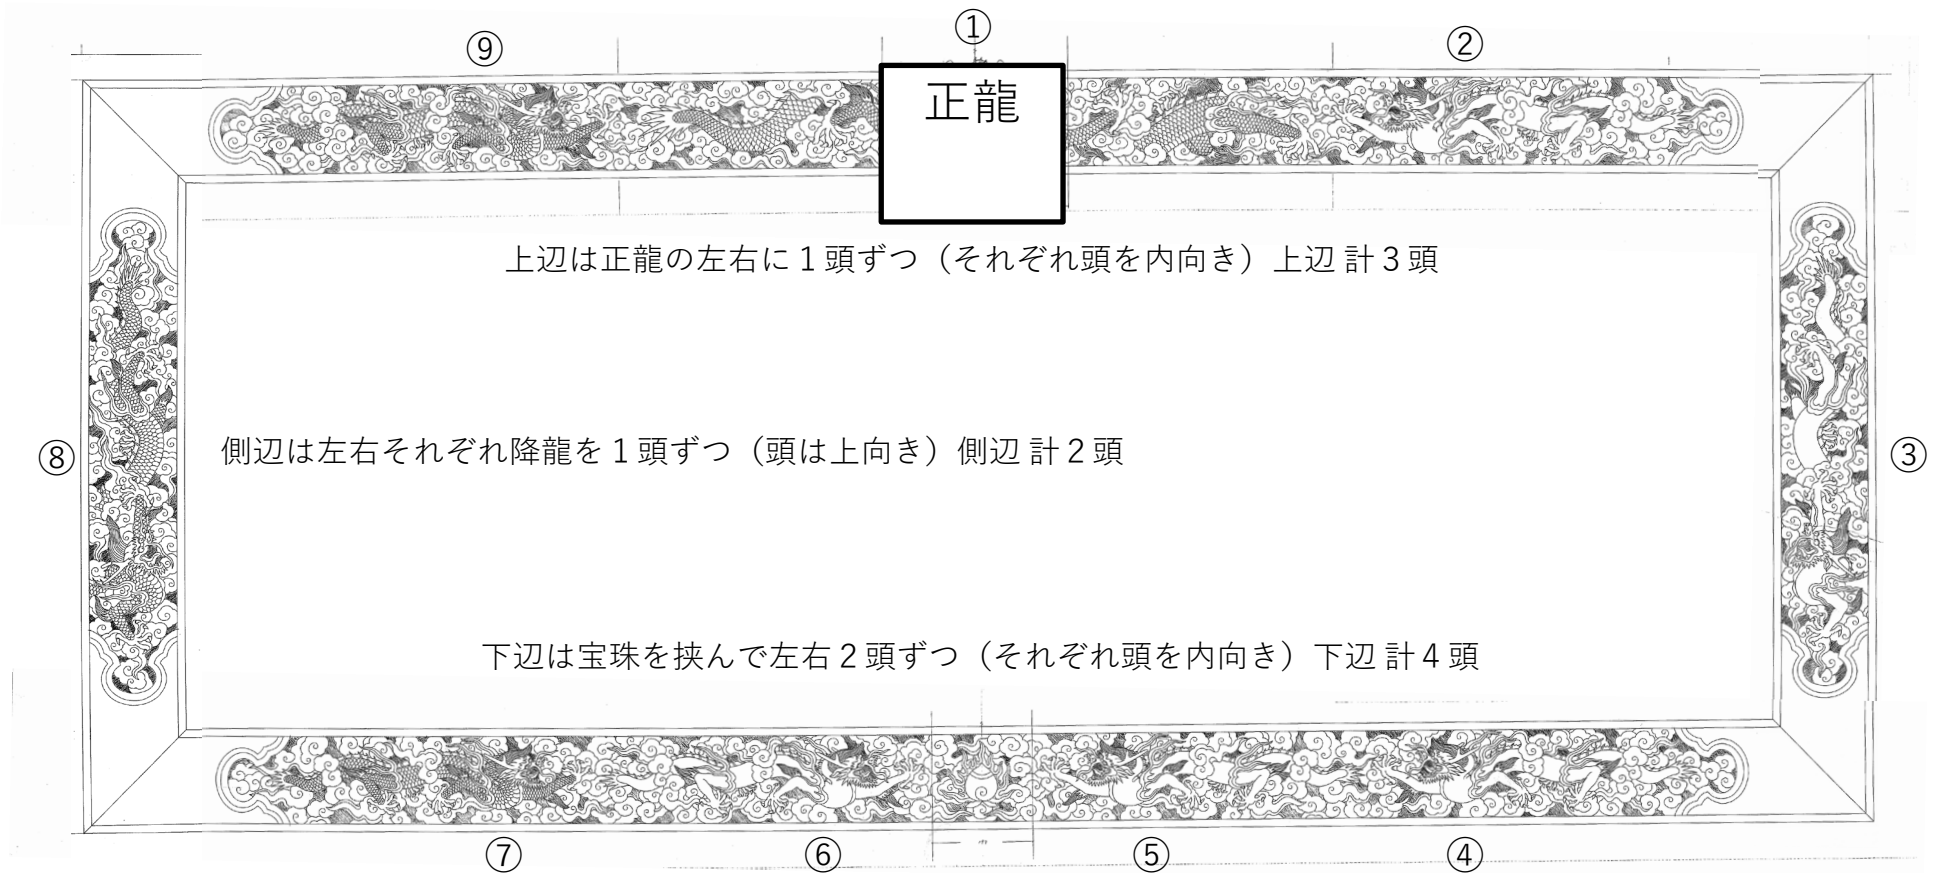 ①
⑨
②
正龍
上辺は正龍の左右に１頭ずつ（それぞれ頭を内向き）上辺 計３頭
⑧
側辺は左右それぞれ降龍を１頭ずつ（頭は上向き）側辺 計２頭
③
下辺は宝珠を挟んで左右２頭ずつ（それぞれ頭を内向き）下辺 計４頭
⑦
⑥
⑤
④